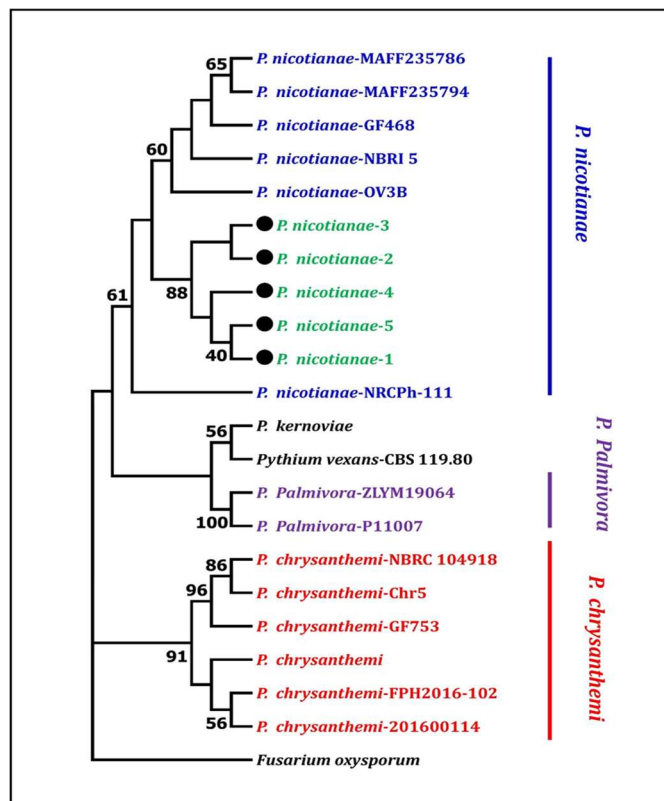 65
P. nicotianae-MAFF235786
P. nicotianae-MAFF235794
P. nicotianae-GF468
60
P. nicotianae-NBRI 5
P. nicotianae-OV3B
P. nicotianae-3
P. nicotianae-2
88
P. nicotianae-4
61
P. nicotianae-5
40
P. nicotianae-1
P. nicotianae-NRCPh-111
P. nicotianae
56
P. kernoviae
Pythium vexans-CBS 119.80
P. Palmivora-ZLYM19064
100
P. Palmivora-P11007
P. Palmivora
86
P. chrysanthemi-NBRC 104918
96
P. chrysanthemi-Chr5
P. chrysanthemi-GF753
91
P. chrysanthemi
P. chrysanthemi-FPH2016-102
56
P. chrysanthemi-201600114
P. chrysanthemi
Fusarium oxysporum